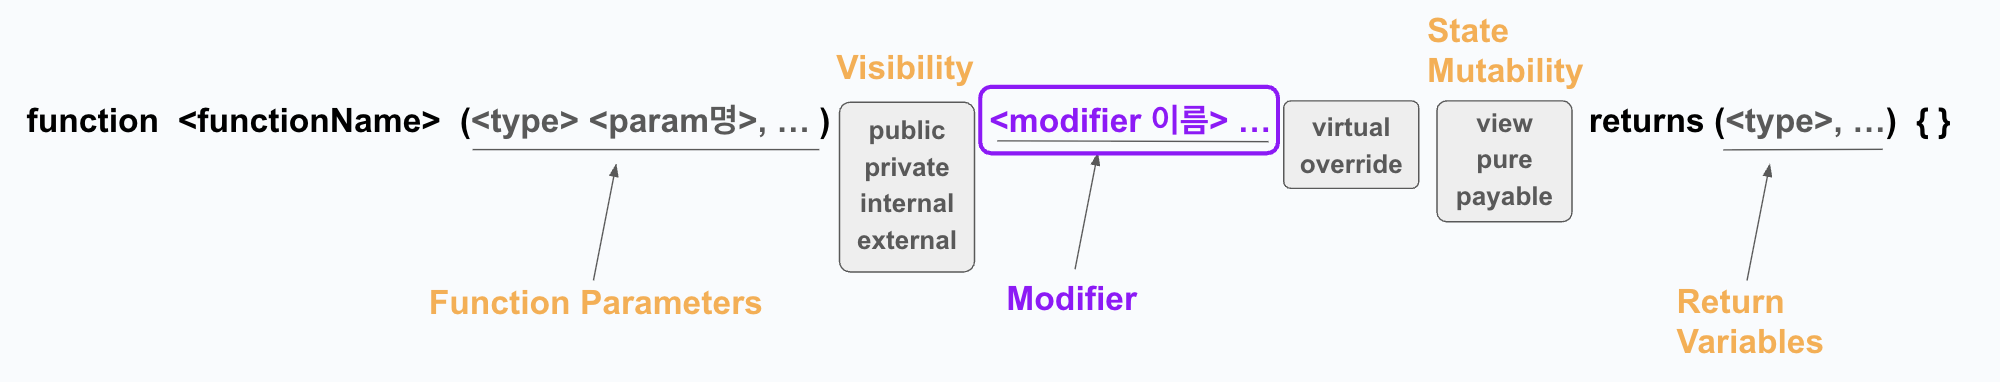 State
Mutability
Visibility
function <functionName> (<type> <param명>, … ) <modifier 이름> … returns (<type>, …) { }
public
private
internal
external
virtual
override
view
pure
payable
Function Parameters
Modifier
Return
Variables